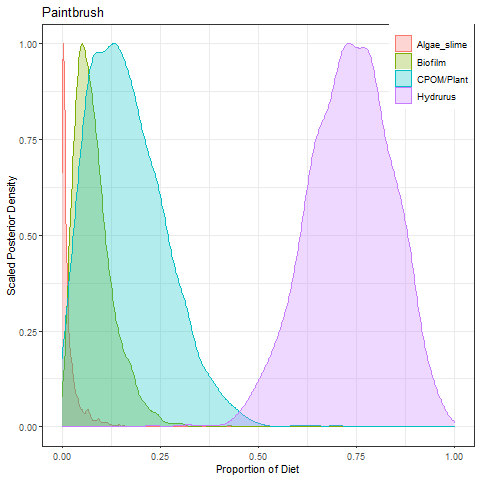 Paintbrush
Algae_slime
Biofilm
CPOM/Plant
Hydrurus
1.00
0.75
0.50
0.25
0.00
Scaled Posterior Density
0.00 0.25 0.50 0.75 1.00
Proportion of Diet